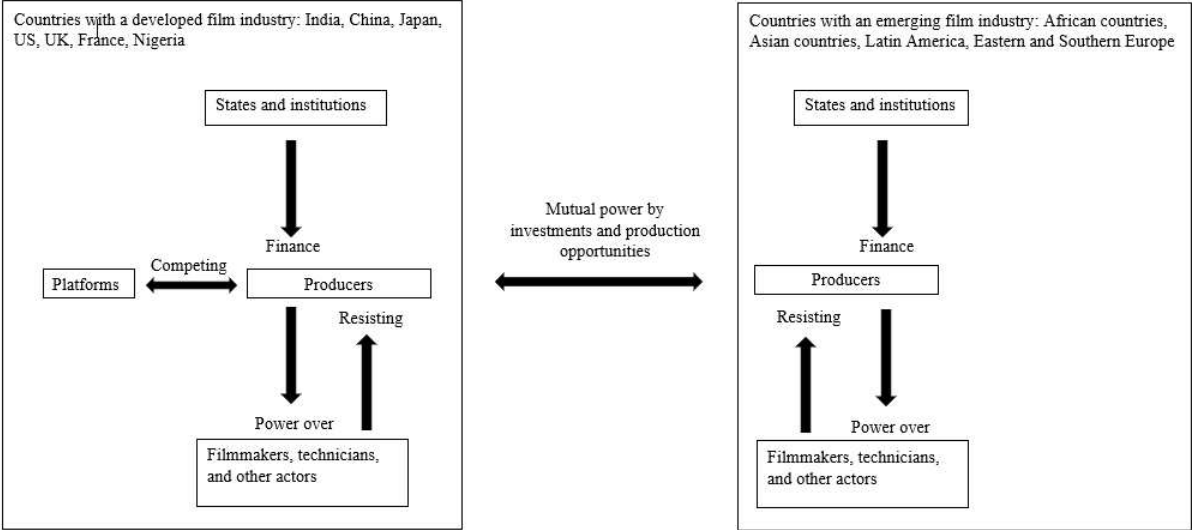 Countries with a developed film industry: India, China, Japan,
US, UK, France, Nigeria
States and institutions
Finance
Competing
Platforms
Producers
Resisting
Power over
Filmmakers, technicians,
and other actors
Mutual power by
investments and production
opportunities
Countries with an emerging film industry: African countries,
Asian countries, Latin America, Eastern and Southern Europe
States and institutions
Finance
Producers
Resisting
Power over
Filmmakers, technicians,
and other actors